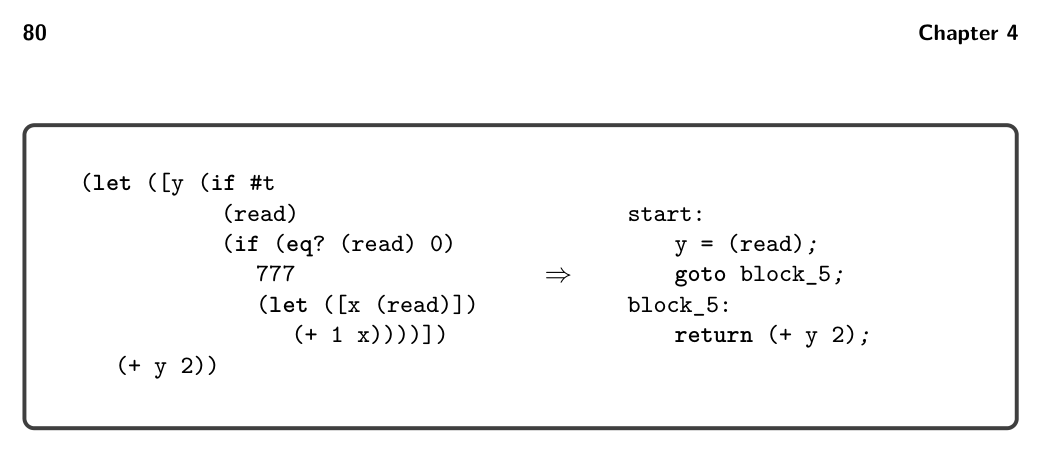 80 Chapter 4
(let ([y (if #t
(read)
(if (eq? (read) 0)
777
(let ([x (read)])
(+ 1 x))))])
(+ y 2))
⇒
start:
y = (read);
goto block_5;
block_5:
return (+ y 2);